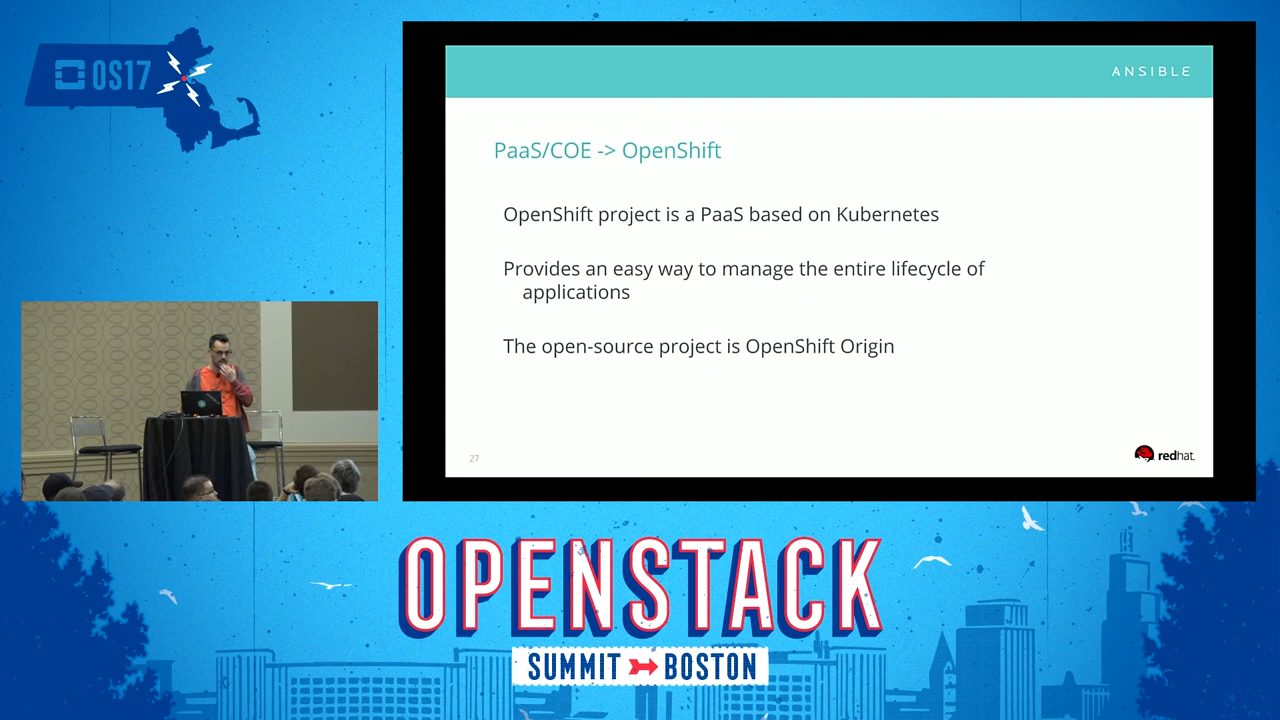 OS17
ANSIBLE
PaaS/COE -> OpenShift
OpenShift project is a PaaS based on Kubernetes
Provides an easy way to manage the entire lifecycle of
applications
The open-source project is OpenShift Origin
27
redhat.
OPENSTACK
SUMMIT BOSTON